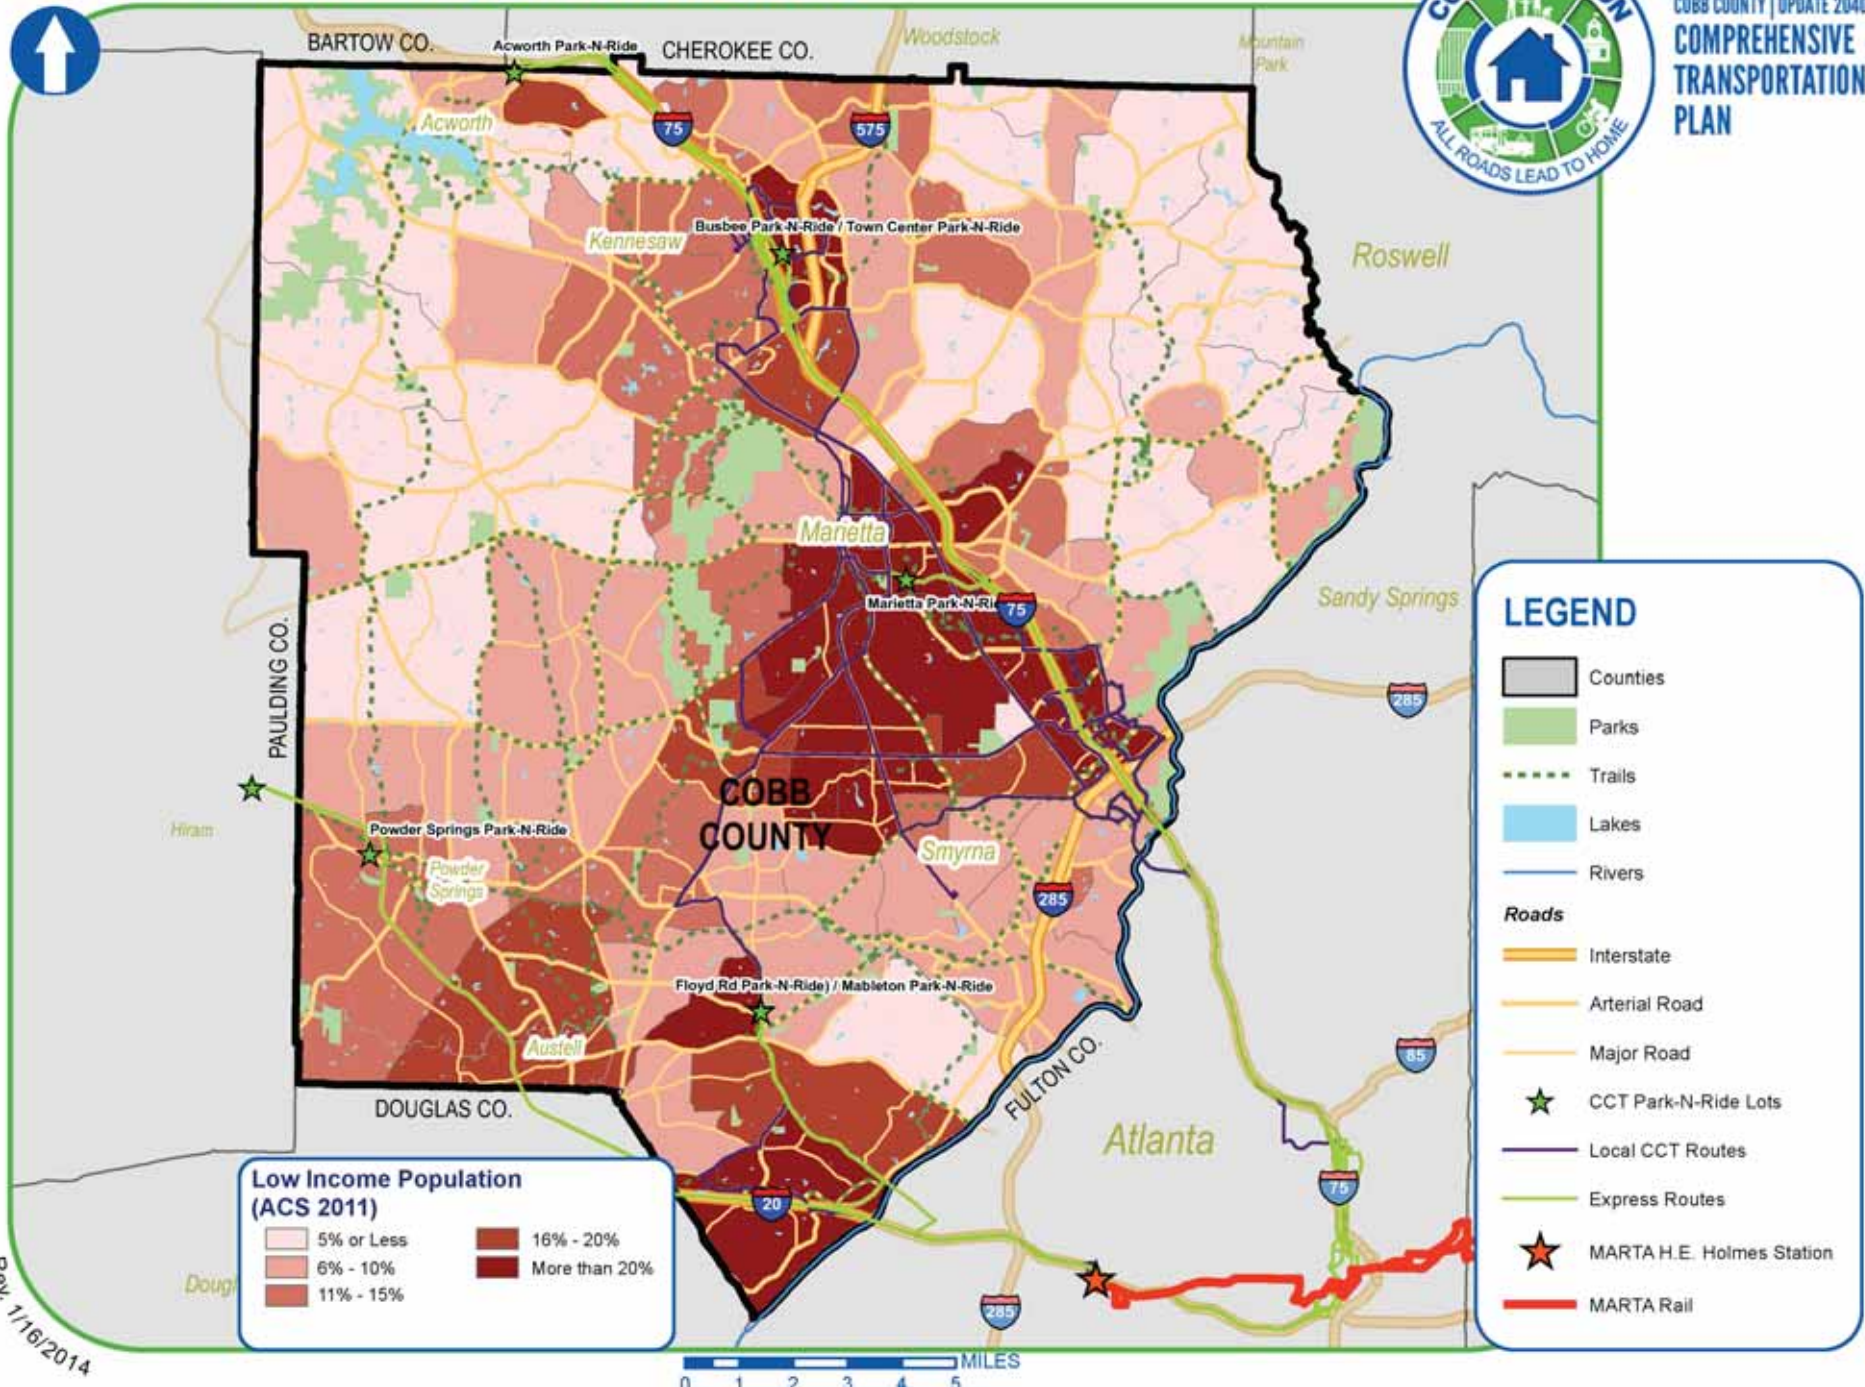 COBB COUNTY | UPDATE 2040
COMPREHENSIVE
TRANSPORTATION
PLAN
ALL ROADS LEAD TO HOME
BARTOW CO.
Acworth Park-N-Ride
CHEROKEE CO.
Woodstock
Mountain
Park
Acworth
75
575
Busbee Park-N-Ride / Town Center Park-N-Ride
Kennesaw
Roswell
Marietta
Marietta Park-N-Ri
75
Sandy Springs
PAULDING CO.
285
COBB
COUNTY
Hiram
Powder Springs Park-N-Ride
Powder
Springs
Smyrna
285
Floyd Rd Park-N-Ride) / Mableton Park-N-Ride
Austell
DOUGLAS CO.
FULTON CO.
85
Atlanta
75
20
285
Dougl
Low Income Population
(ACS 2011)
5% or Less
6% - 10%
11% - 15%
16% - 20%
More than 20%
LEGEND
Counties
Parks
Trails
Lakes
Rivers
Roads
Interstate
Arterial Road
Major Road
CCT Park-N-Ride Lots
Local CCT Routes
Express Routes
MARTA H.E. Holmes Station
MARTA Rail
1/16/2014
MILES
0 1 2 3 4 5